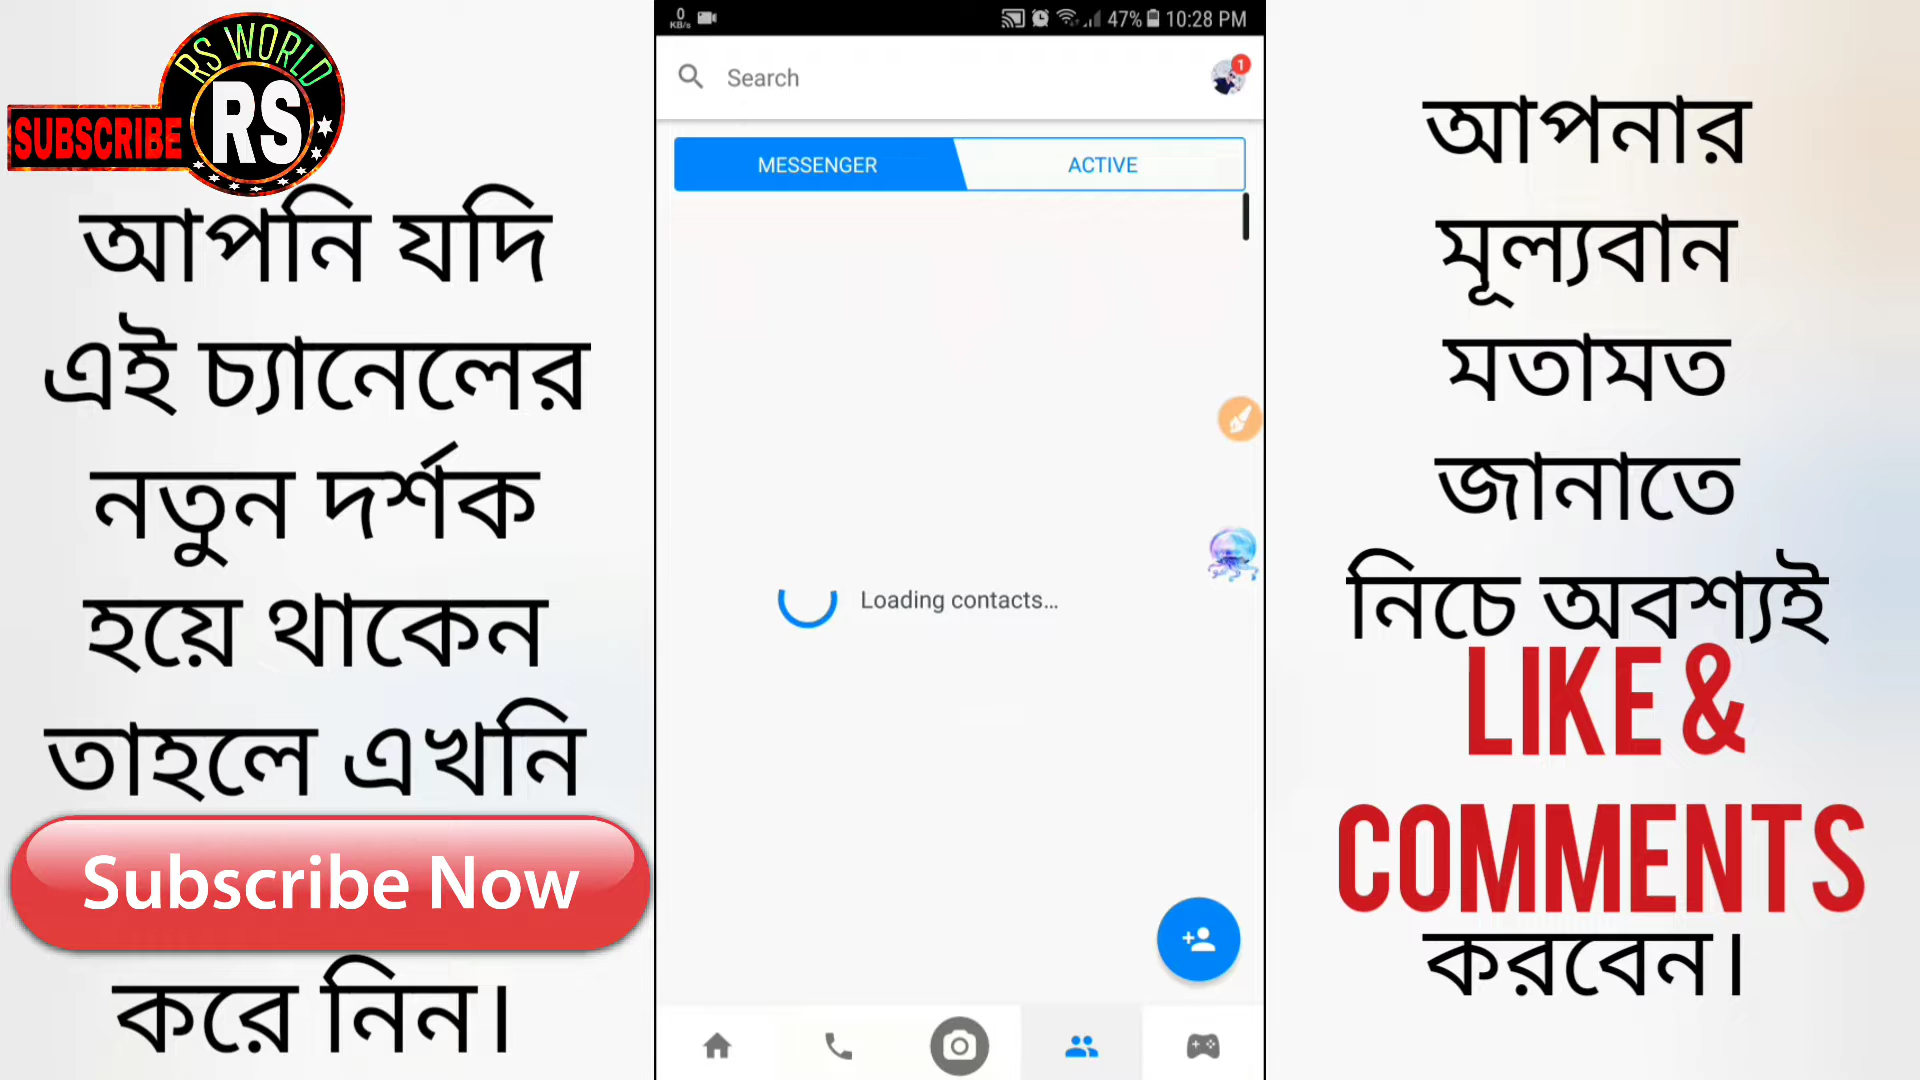 RS WORLD
SUBSCRIBE
RS
আপনি যদি
এই চ্যানেলের
নতুন দর্শক
হয়ে থাকেন
তাহলে এখনি
Subscribe Now
করে নিন।
0
KB/s
47%
10:28 PM
Search
1
MESSENGER
ACTIVE
Loading contacts...
আপনার
মূল্যবান
মতামত
জানাতে
নিচে অবশ্যই
LIKE &
COMMENTS
করবেন।